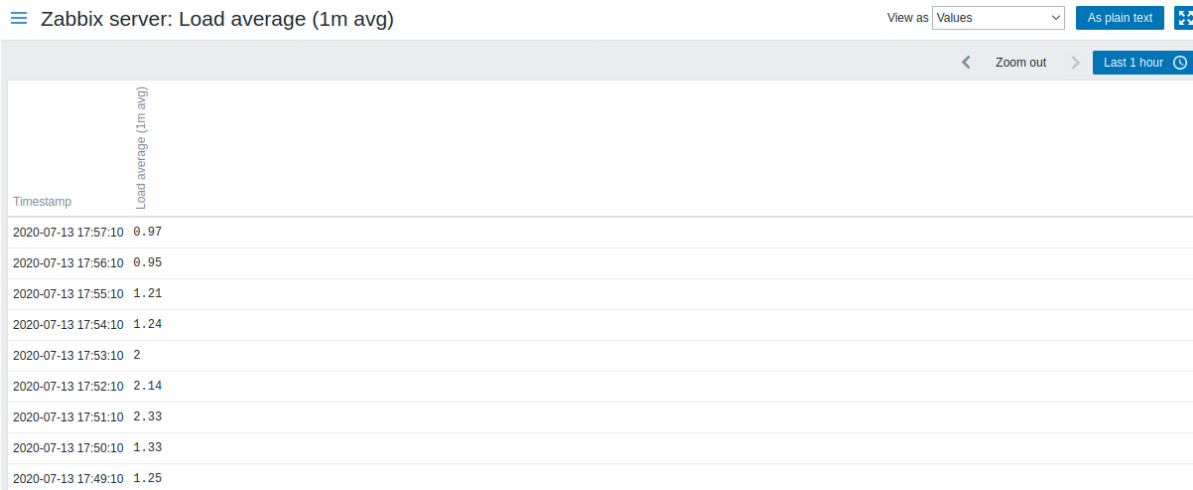 Zabbix server: Load average (1m avg)
View as Values As plain text
Zoom out Last 1 hour
Timestamp Load average (1m avg)
2020-07-13 17:57:10 0.97
2020-07-13 17:56:10 0.95
2020-07-13 17:55:10 1.21
2020-07-13 17:54:10 1.24
2020-07-13 17:53:10 2
2020-07-13 17:52:10 2.14
2020-07-13 17:51:10 2.33
2020-07-13 17:50:10 1.33
2020-07-13 17:49:10 1.25